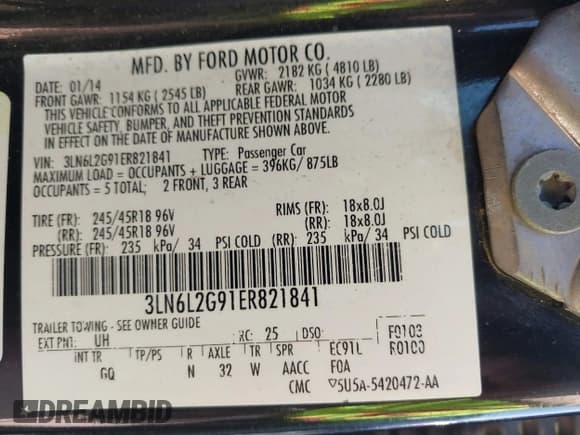 MFD. BY FORD MOTOR CO.
DATE: 01/14 GVWR: 2182 KG ( 4810 LB)
FRONT GAWR: 1154 KG ( 2545 LB) REAR GAWR: 1034 KG ( 2280 LB)
THIS VEHICLE CONFORMS TO ALL APPLICABLE FEDERAL MOTOR
VEHICLE SAFETY, BUMPER, AND THEFT PREVENTION STANDARDS
IN EFFECT ON THE DATE OF MANUFACTURE SHOWN ABOVE.
VIN: 3LN6L2G91ER821841 TYPE: Passenger Car
MAXIMUM LOAD = OCCUPANTS + LUGGAGE = 396KG/ 875LB
OCCUPANTS = 5 TOTAL; 2 FRONT, 3 REAR
TIRE (FR): 245/45R18 96V RIMS (FR): 18x8.0J
(RR): 245/45R18 96V (RR): 18x8.0J
PRESSURE (FR): 235 kPa/ 34 PSI COLD (RR): 235 kPa/ 34 PSI COLD
3LN6L2G91ER821841
TRAILER TOWING - SEE OWNER GUIDE
EXT PNT: UH RC: 25 DSO: F0103
R0100
INT TR TP/PS R AXLE TR SPR EC91L
GQ N 32 W AACC FOA
CMC 5U5A-5420472-AA
DREAMBID